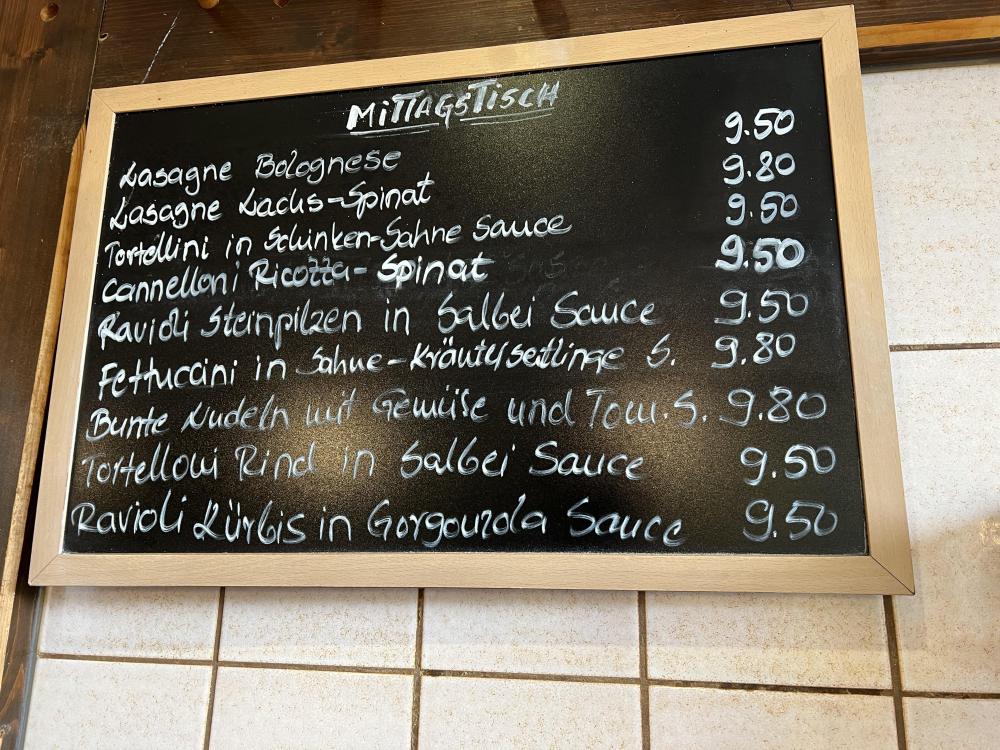 MITTAGSTISCH
Lasagne Bolognese 9.50
Lasagne Lachs-Spinat 9.80
Tortellini in Schinken-Sahne Sauce 9.50
Cannelloni Ricotta-Spinat 9.50
Ravioli Steinpilzen in Salbei Sauce 9.50
Fettuccini in Sahne-Kräuterseitlinge S. 9.80
Bunte Nudeln mit Gemüse und Tom.S. 9.80
Tortelloni Rind in Salbei Sauce 9.50
Ravioli Kürbis in Gorgonzola Sauce 9.50